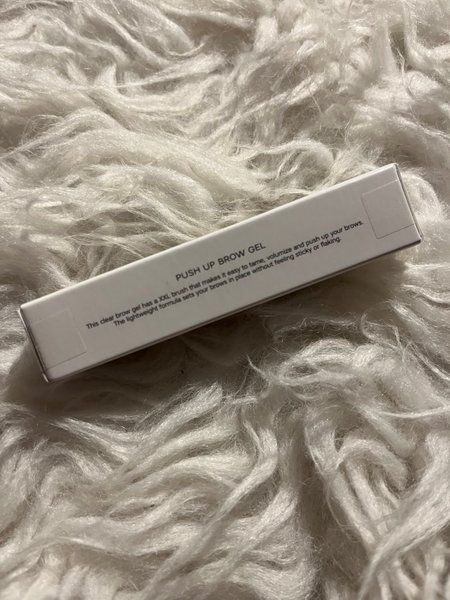 PUSH UP BROW GEL
This clear brow gel has a XXL brush that makes it easy to tame, volumize and push up your brows.
The lightweight formula sets your brows in place without feeling sticky or flaking.